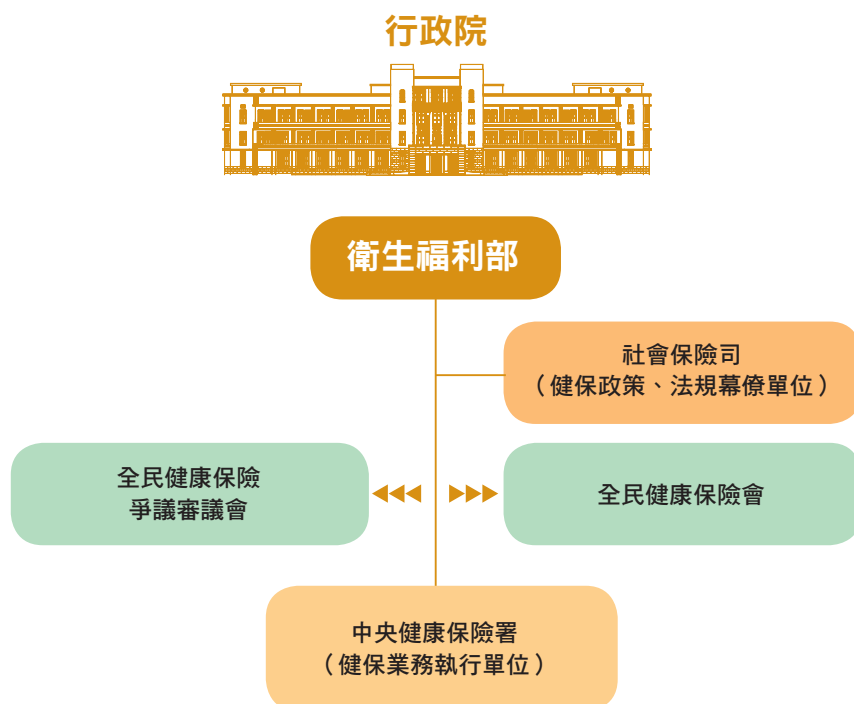 行政院
衛生福利部
社會保險司
（健保政策、法規幕僚單位）
全民健康保險
爭議審議會
全民健康保險會
中央健康保險署
（健保業務執行單位）